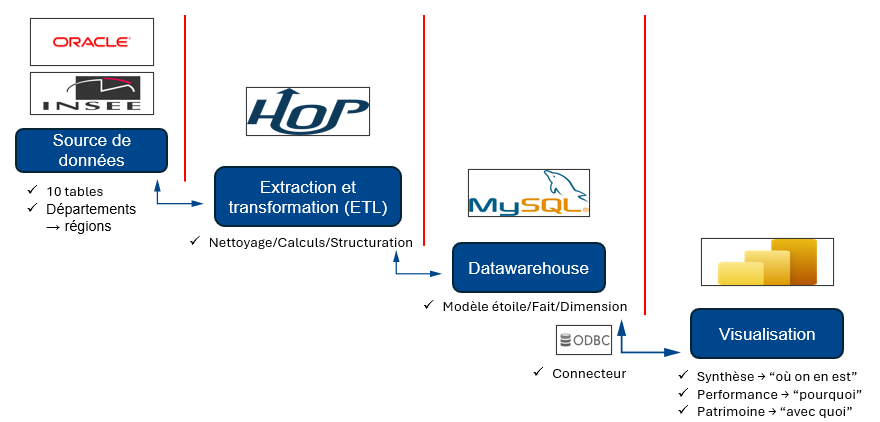 ORACLE
INSEE
Source de
données
✓ 10 tables
✓ Départements
→ régions
HOP
Extraction et
transformation (ETL)
✓ Nettoyage/Calculs/Structuration
MySQL®
Datawarehouse
✓ Modèle étoile/Fait/Dimension
ODBC
✓ Connecteur
Visualisation
✓ Synthèse → “où on en est”
✓ Performance → “pourquoi”
✓ Patrimoine → “avec quoi”